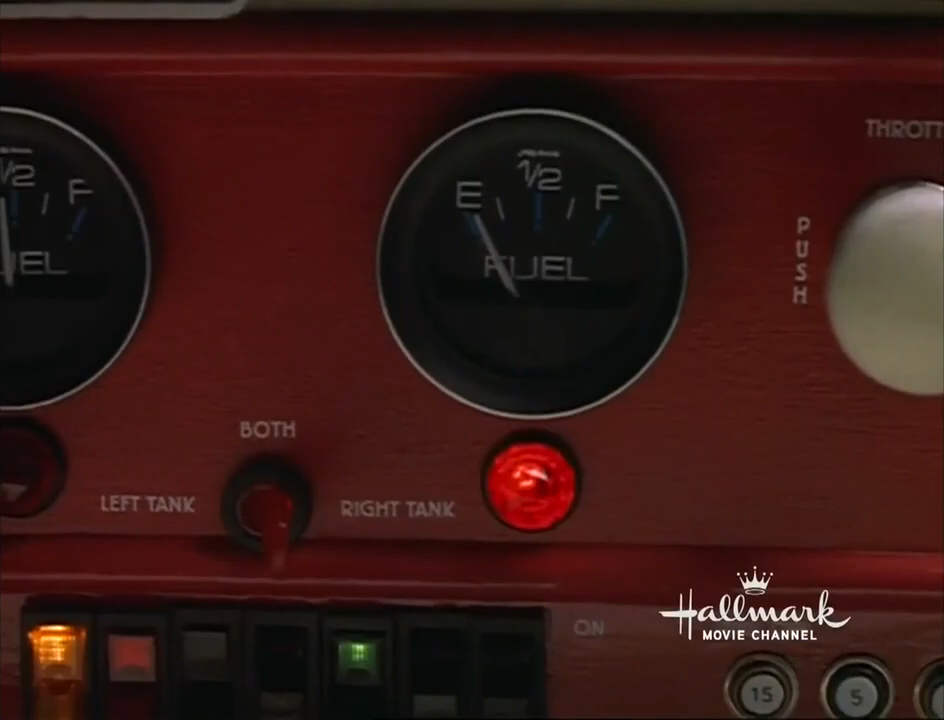 THROTT
1/2
F
UEL
1/2
E
F
FUEL
PUSH
BOTH
LEFT TANK
RIGHT TANK
ON
Hallmark
MOVIE CHANNEL
15
5